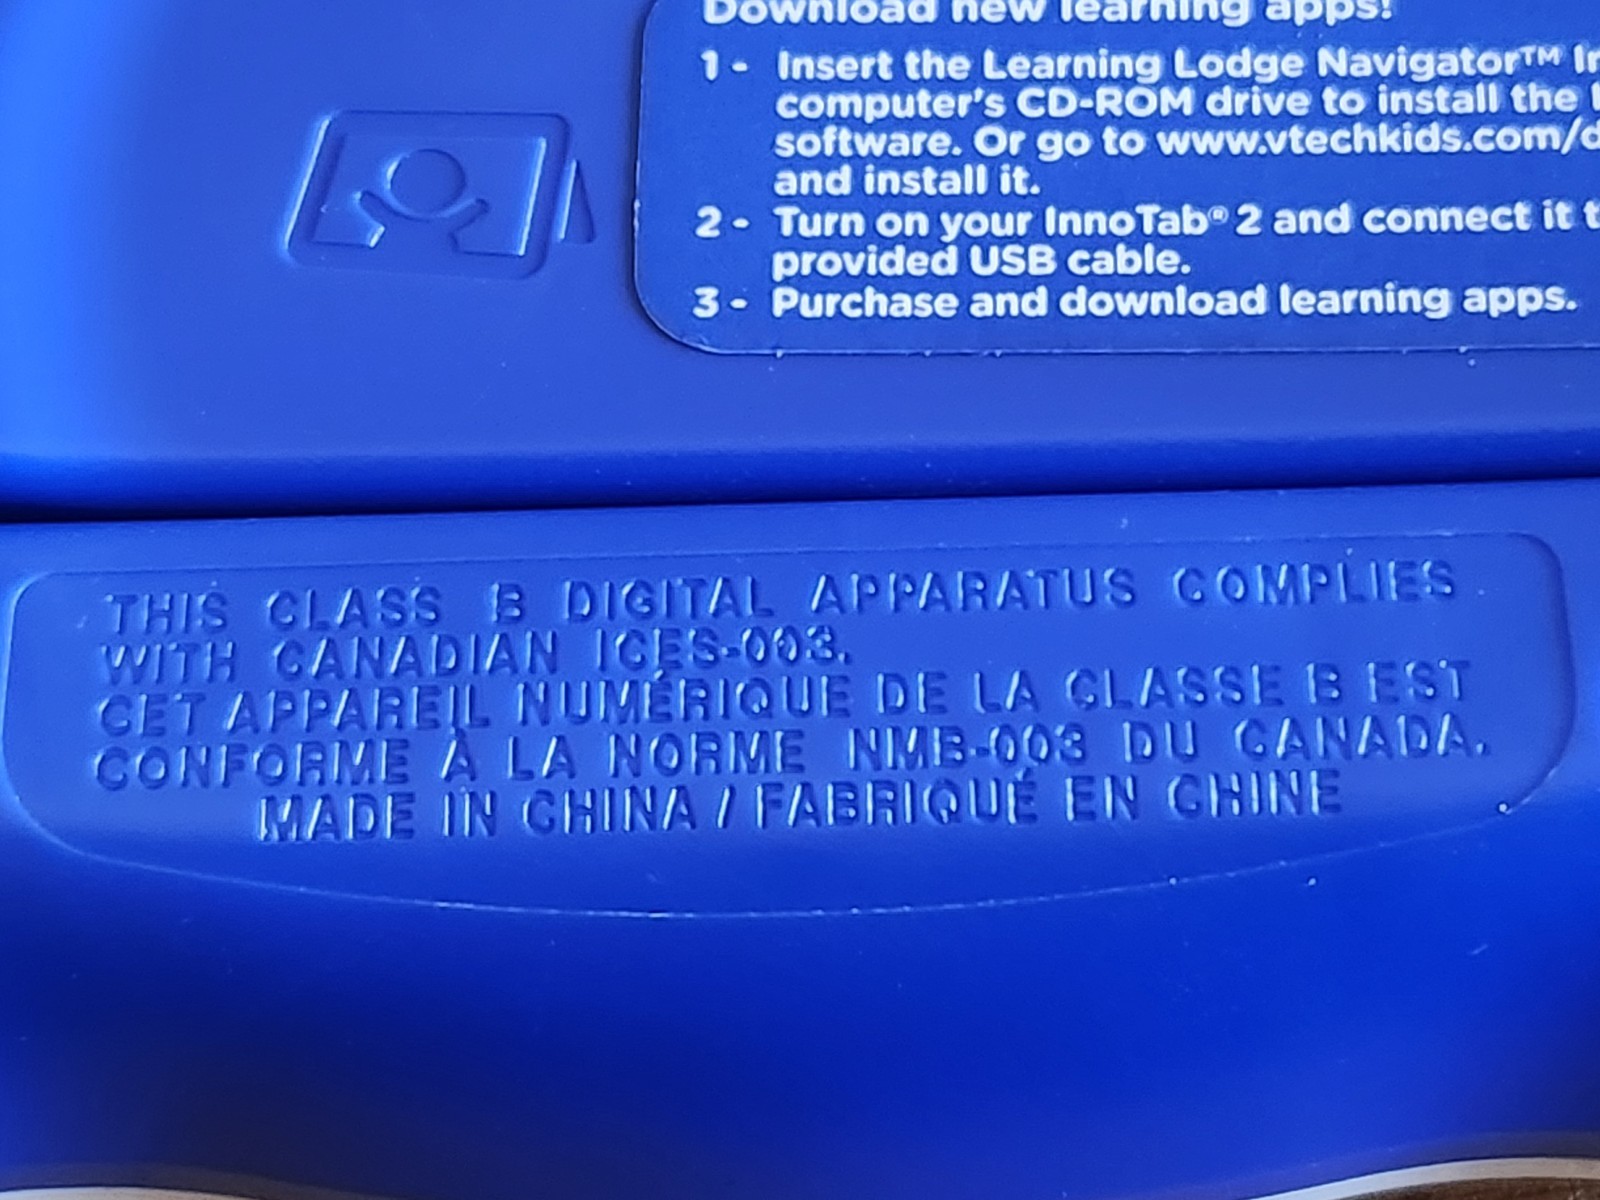 Download new learning apps!
1 - Insert the Learning Lodge Navigator™
computer's CD-ROM drive to install the
software. Or go to www.vtechkids.com/d
and install it.
2 - Turn on your InnoTab® 2 and connect it
provided USB cable.
3 - Purchase and download learning apps.
THIS CLASS B DIGITAL APPARATUS COMPLIES
WITH CANADIAN ICES-003.
CET APPAREIL NUMÉRIQUE DE LA CLASSE B EST
CONFORME À LA NORME NMB-003 DU CANADA.
MADE IN CHINA / FABRIQUÉ EN CHINE